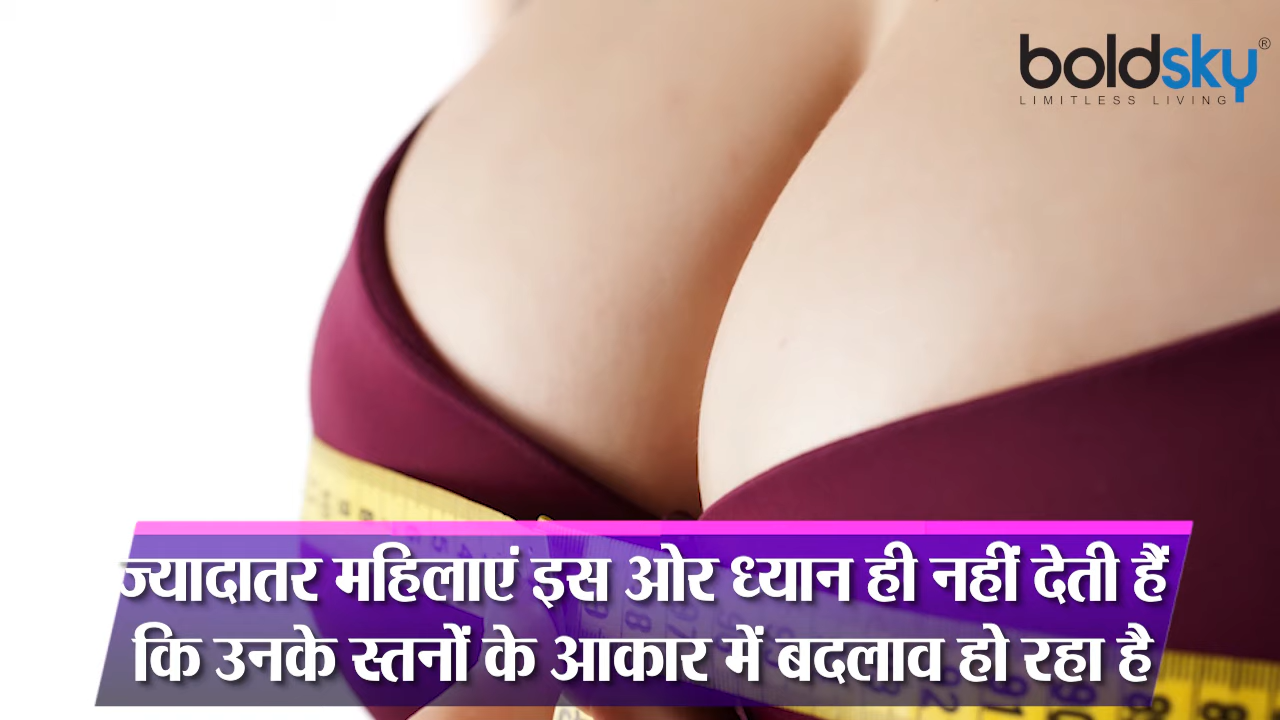 boldsky®
LIMITLESS LIVING
ज्यादातर महिलाएं इस ओर ध्यान ही नहीं देती हैं
कि उनके स्तनों के आकार में बदलाव हो रहा है